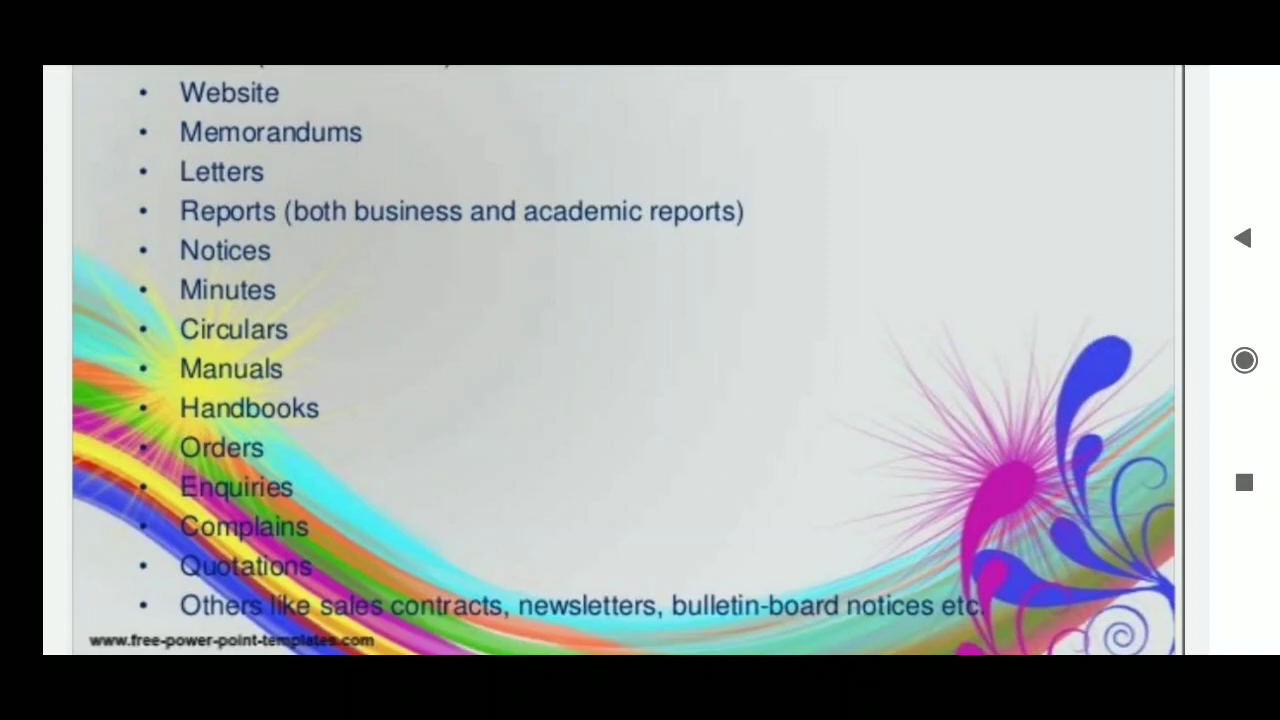 • Website
• Memorandums
• Letters
• Reports (both business and academic reports)
• Notices
• Minutes
• Circulars
• Manuals
• Handbooks
• Orders
• Enquiries
• Complains
• Quotations
• Others like sales contracts, newsletters, bulletin-board notices etc.
www.free-power-point-templates.com